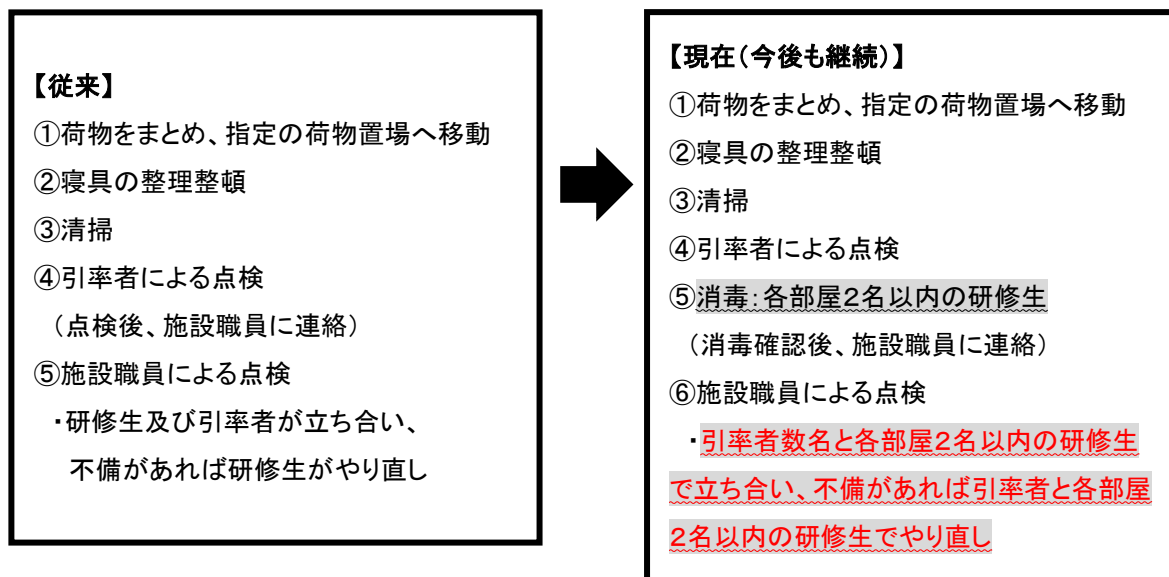 【従来】
①荷物をまとめ、指定の荷物置場へ移動
②寝具の整理整頓
③清掃
④引率者による点検
（点検後、施設職員に連絡）
⑤施設職員による点検
・研修生及び引率者が立ち合い、
不備があれば研修生がやり直し
【現在（今後も継続）】
①荷物をまとめ、指定の荷物置場へ移動
②寝具の整理整頓
③清掃
④引率者による点検
⑤消毒：各部屋２名以内の研修生
（消毒確認後、施設職員に連絡）
⑥施設職員による点検
・引率者数名と各部屋２名以内の研修生
で立ち合い、不備があれば引率者と各部屋
２名以内の研修生でやり直し